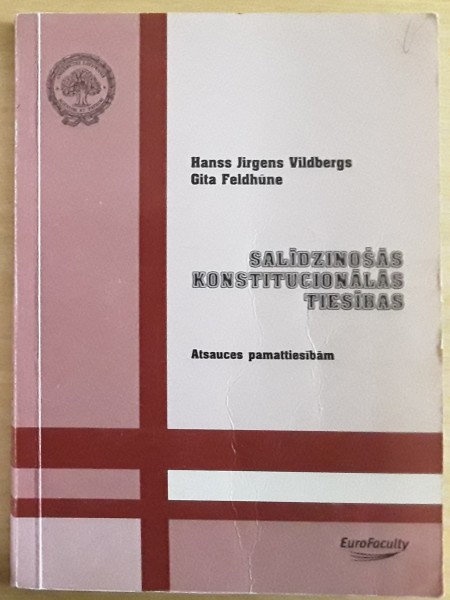 Hanss Jirgens Vildbergs
Gita Feldhūne
SALĪDZINOŠĀS
KONSTITUCIONĀLĀS
TIESĪBAS
Atsauces pamattiesībām
EuroFaculty